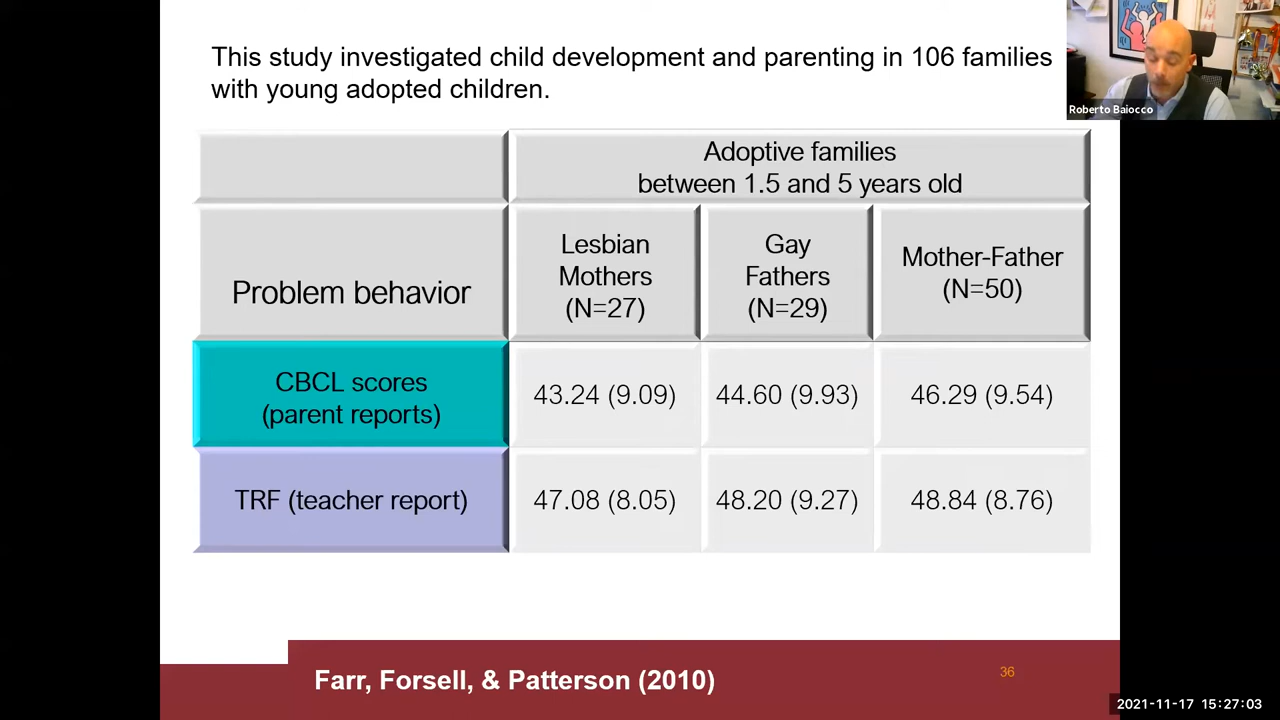 This study investigated child development and parenting in 106 families
with young adopted children.
Roberto Baiocco
Adoptive families
between 1.5 and 5 years old
Problem behavior
Lesbian
Mothers
(N=27)
Gay
Fathers
(N=29)
Mother-Father
(N=50)
CBCL scores
(parent reports)
43.24 (9.09)
44.60 (9.93)
46.29 (9.54)
TRF (teacher report)
47.08 (8.05)
48.20 (9.27)
48.84 (8.76)
Farr, Forsell, & Patterson (2010)
36
2021-11-17 15:27:03